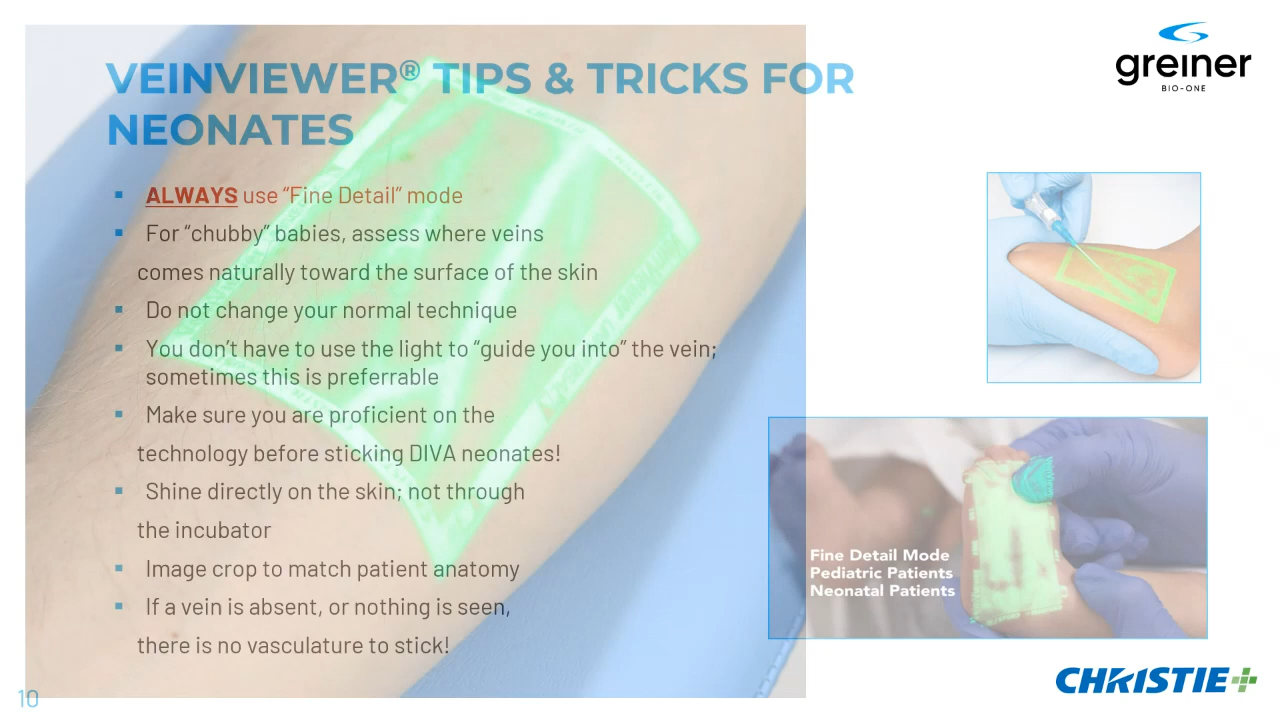 VEINVIEWER® TIPS & TRICKS FOR
NEONATES
greiner
BIO-ONE
▪ ALWAYS use “Fine Detail” mode
▪ For “chubby” babies, assess where veins
comes naturally toward the surface of the skin
▪ Do not change your normal technique
▪ You don’t have to use the light to “guide you into” the vein;
sometimes this is preferrable
▪ Make sure you are proficient on the
technology before sticking DIVA neonates!
▪ Shine directly on the skin; not through
the incubator
▪ Image crop to match patient anatomy
▪ If a vein is absent, or nothing is seen,
there is no vasculature to stick!
Fine Detail Mode
Pediatric Patients
Neonatal Patients
CHRISTIE+
10